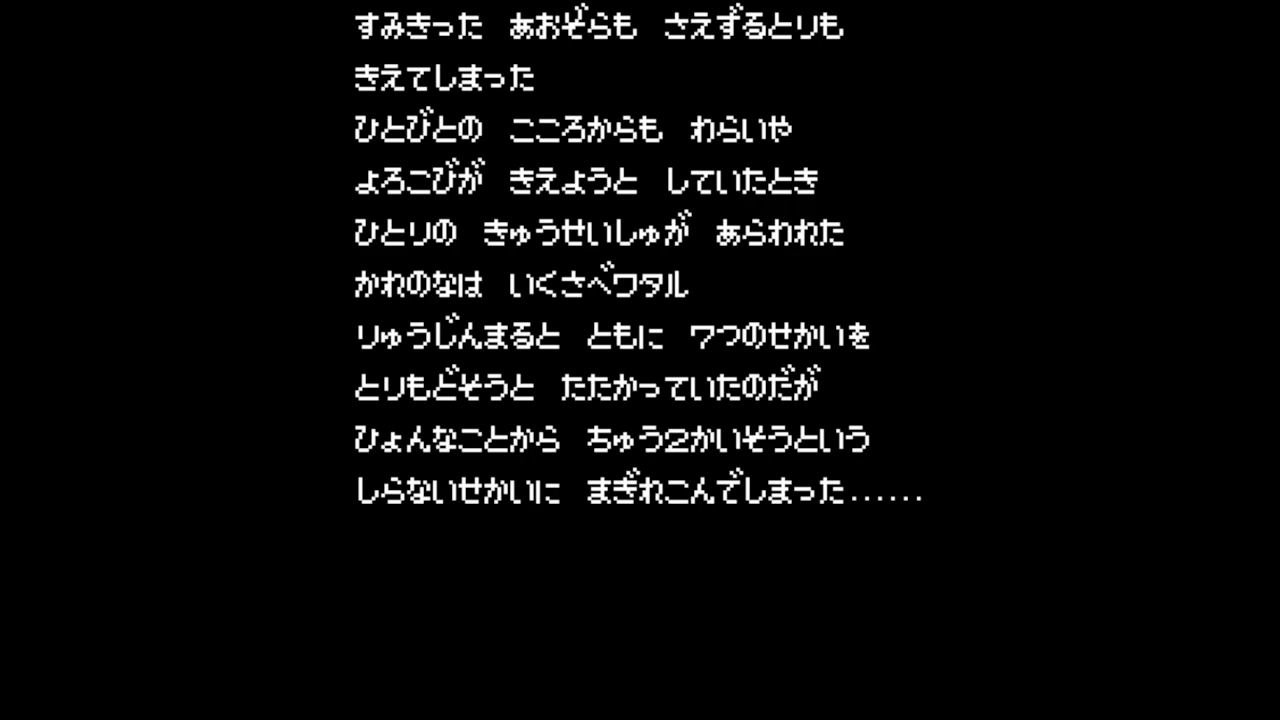 すみきった あおぞらも さえずるとりも
きえてしまった
ひとびとの こころからも わらいや
よろこびが きえようと していたとき
ひとりの きゅうせいしゅが あらわれた
かれのなは いくさべワタル
りゅうじんまると ともに 7つのせかいを
とりもどそうと たたかっていたのだが
ひょんなことから ちゅう2かいそうという
しらないせかいに まぎれこんでしまった......